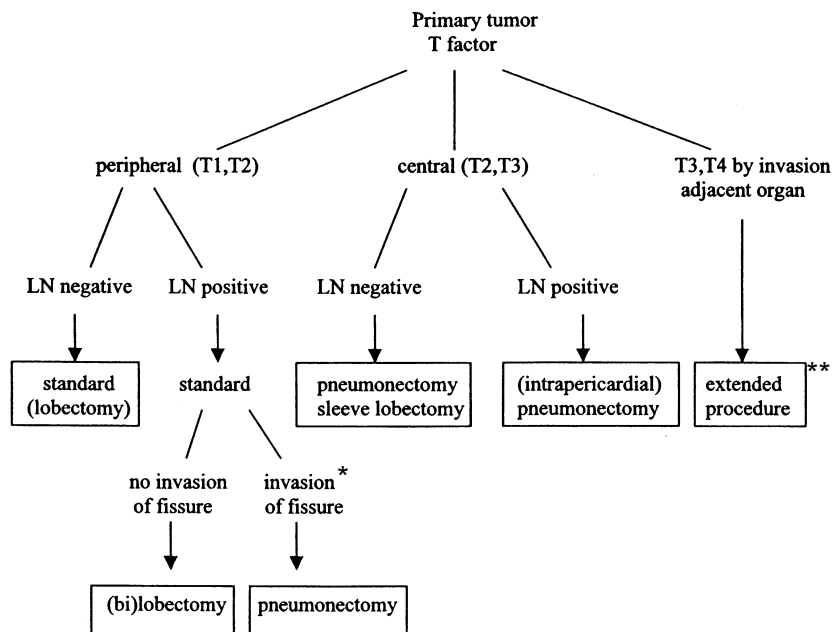 Primary tumor
T factor
peripheral (T1,T2)
central (T2,T3)
T3,T4 by invasion
adjacent organ
LN negative
LN positive
LN negative
LN positive
standard
(lobectomy)
standard
pneumonectomy
sleeve lobectomy
(intrapericardial)
pneumonectomy
extended **
procedure
no invasion
of fissure
invasion *
of fissure
(bi)lobectomy
pneumonectomy